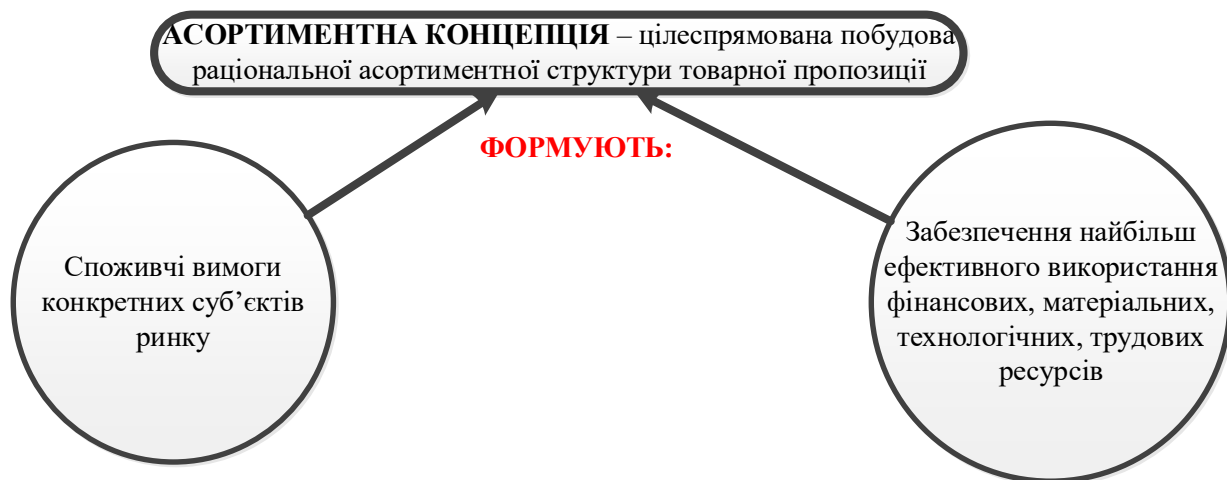 АСОРТИМЕНТНА КОНЦЕПЦІЯ – цілеспрямована побудова
раціональної асортиментної структури товарної пропозиції
ФОРМУЮТЬ:
Споживчі вимоги
конкретних суб’єктів
ринку
Забезпечення найбільш
ефективного використання
фінансових, матеріальних,
технологічних, трудових
ресурсів